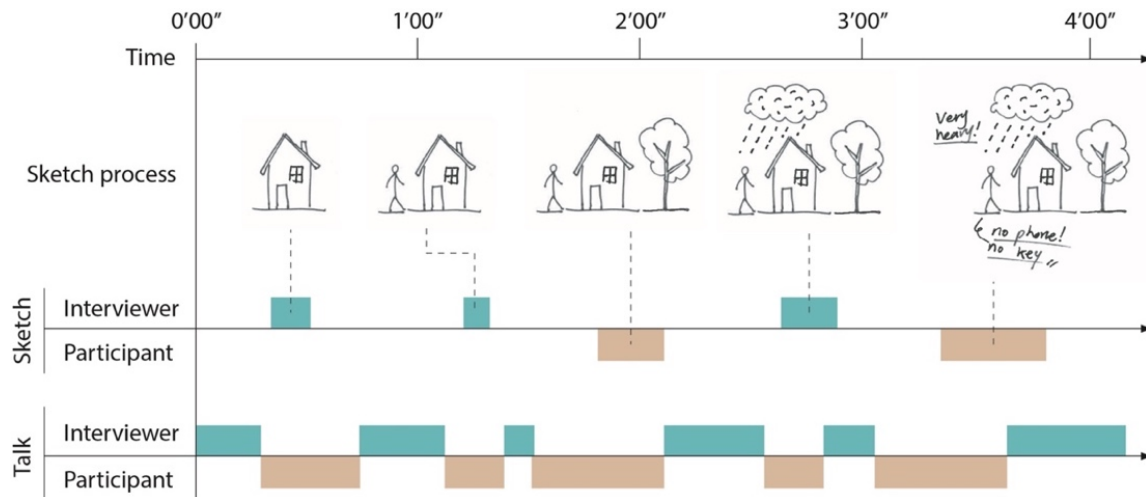 0’00” 1’00” 2’00” 3’00” 4’00”
Time
Sketch process
Very
heavy!
no phone!
no key
Sketch
Interviewer
Participant
Talk
Interviewer
Participant